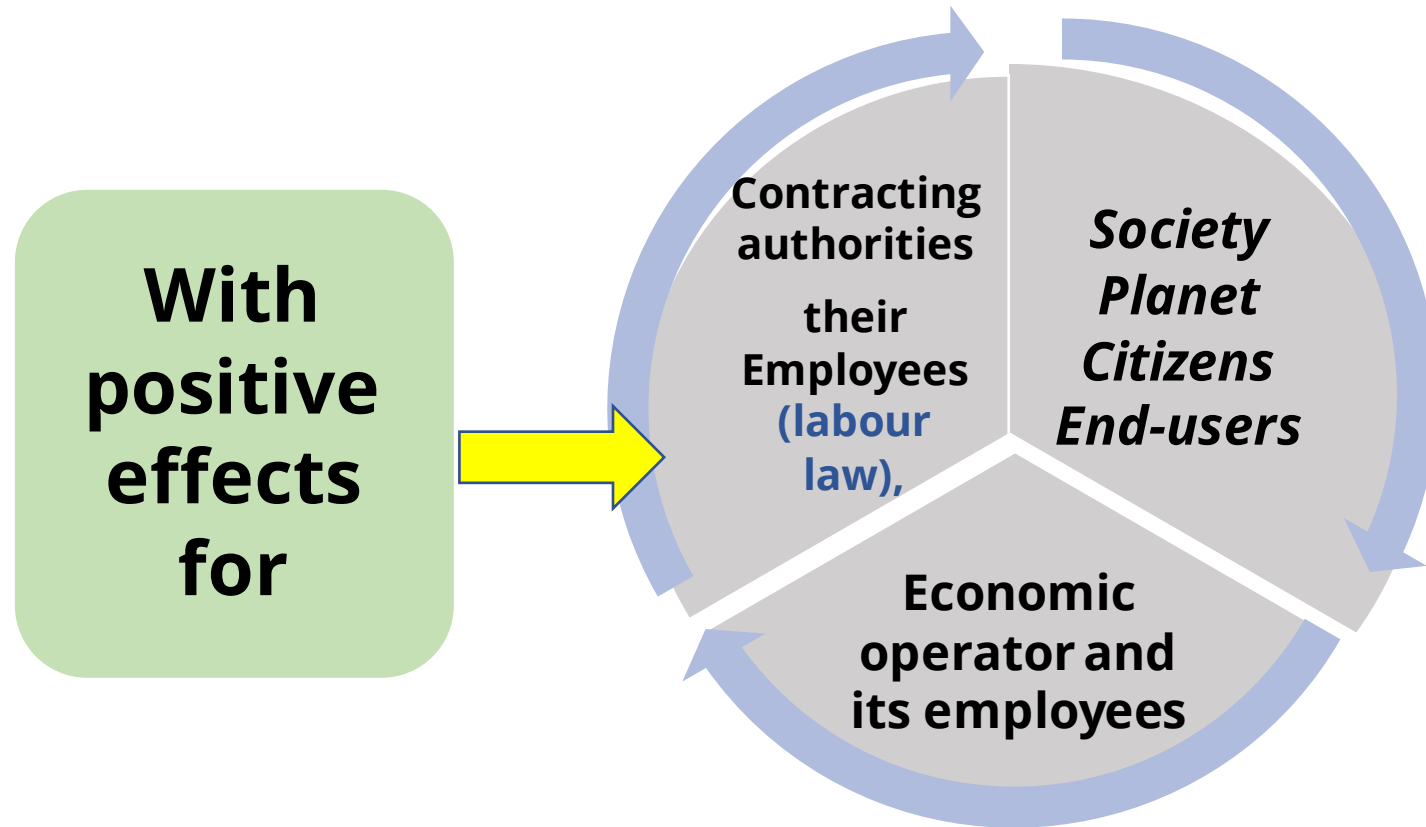 With
positive
effects
for
Contracting
authorities
their
Employees
(labour
law),
Society
Planet
Citizens
End-users
Economic
operator and
its employees